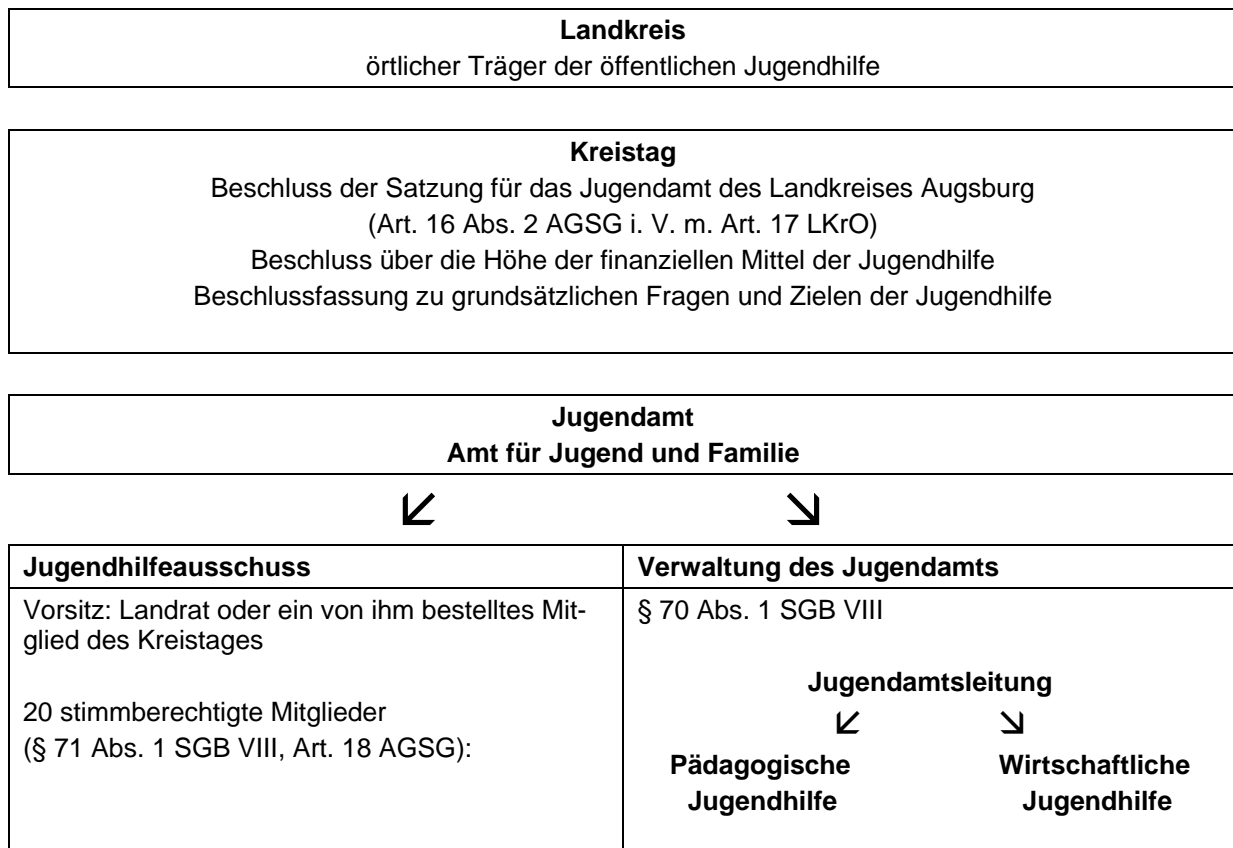 Landkreis
örtlicher Träger der öffentlichen Jugendhilfe
Kreistag
Beschluss der Satzung für das Jugendamt des Landkreises Augsburg
(Art. 16 Abs. 2 AGSG i. V. m. Art. 17 LKrO)
Beschluss über die Höhe der finanziellen Mittel der Jugendhilfe
Beschlussfassung zu grundsätzlichen Fragen und Zielen der Jugendhilfe
Jugendamt
Amt für Jugend und Familie
Jugendhilfeausschuss
Vorsitz: Landrat oder ein von ihm bestelltes Mit-
glied des Kreistages
20 stimmberechtigte Mitglieder
(§ 71 Abs. 1 SGB VIII, Art. 18 AGSG):
Verwaltung des Jugendamts
§ 70 Abs. 1 SGB VIII
Jugendamtsleitung
Pädagogische
Jugendhilfe
Wirtschaftliche
Jugendhilfe